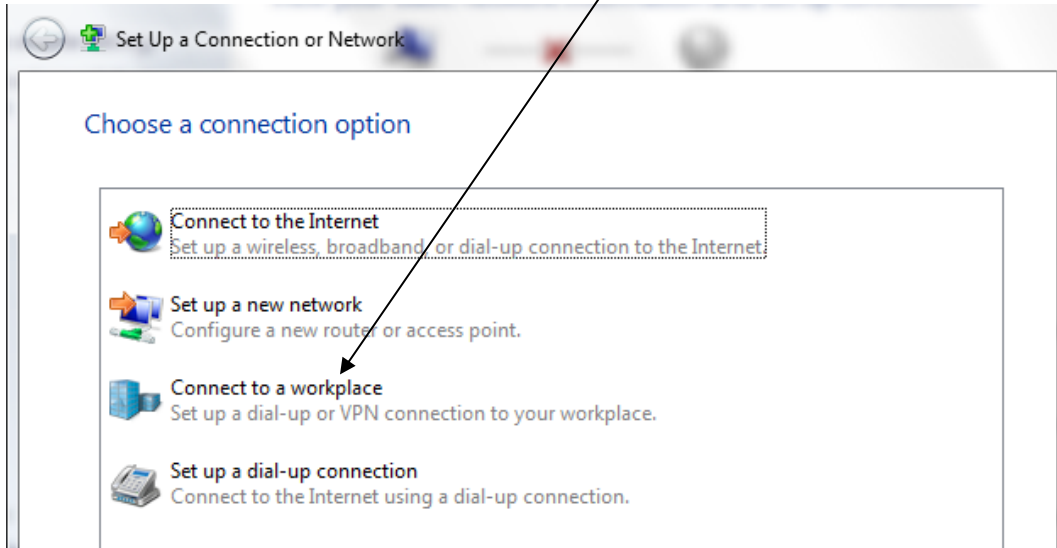 Set Up a Connection or Network
Choose a connection option
Connect to the Internet
Set up a wireless, broadband, or dial-up connection to the Internet.
Set up a new network
Configure a new router or access point.
Connect to a workplace
Set up a dial-up or VPN connection to your workplace.
Set up a dial-up connection
Connect to the Internet using a dial-up connection.